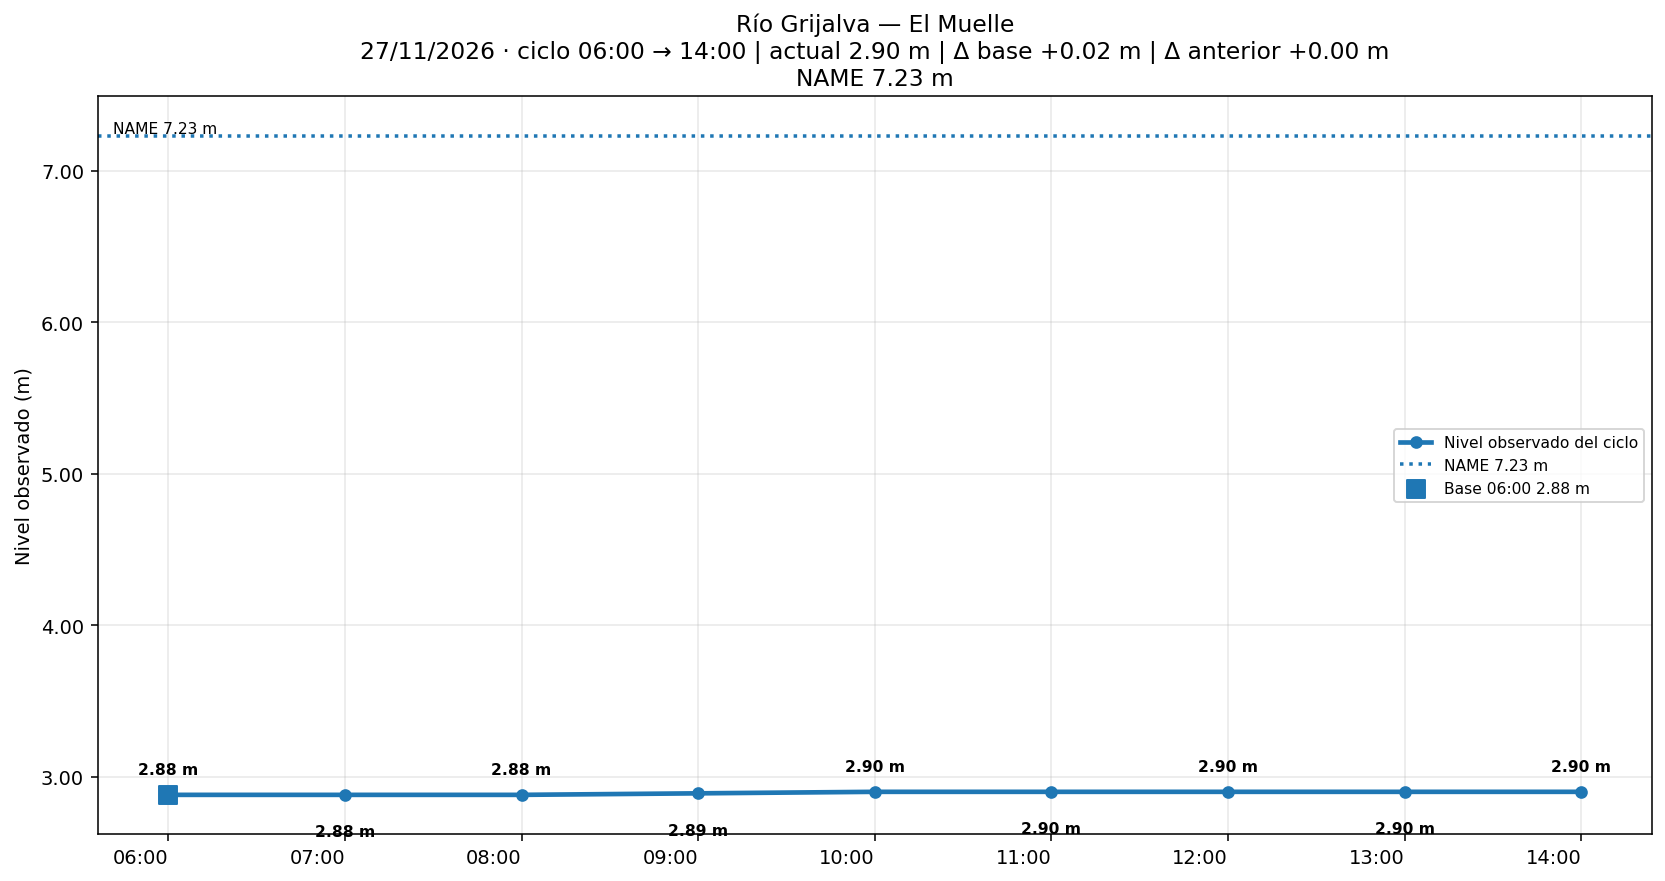 Río Grijalva — El Muelle
27/11/2026 · ciclo 06:00 → 14:00 | actual 2.90 m | Δ base +0.02 m | Δ anterior +0.00 m
NAME 7.23 m
NAME 7.23 m
7.00
6.00
5.00
4.00
3.00
Nivel observado (m)
Nivel observado del ciclo
NAME 7.23 m
Base 06:00 2.88 m
2.88 m
2.88 m
2.88 m
2.89 m
2.90 m
2.90 m
2.90 m
2.90 m
2.90 m
06:00
07:00
08:00
09:00
10:00
11:00
12:00
13:00
14:00